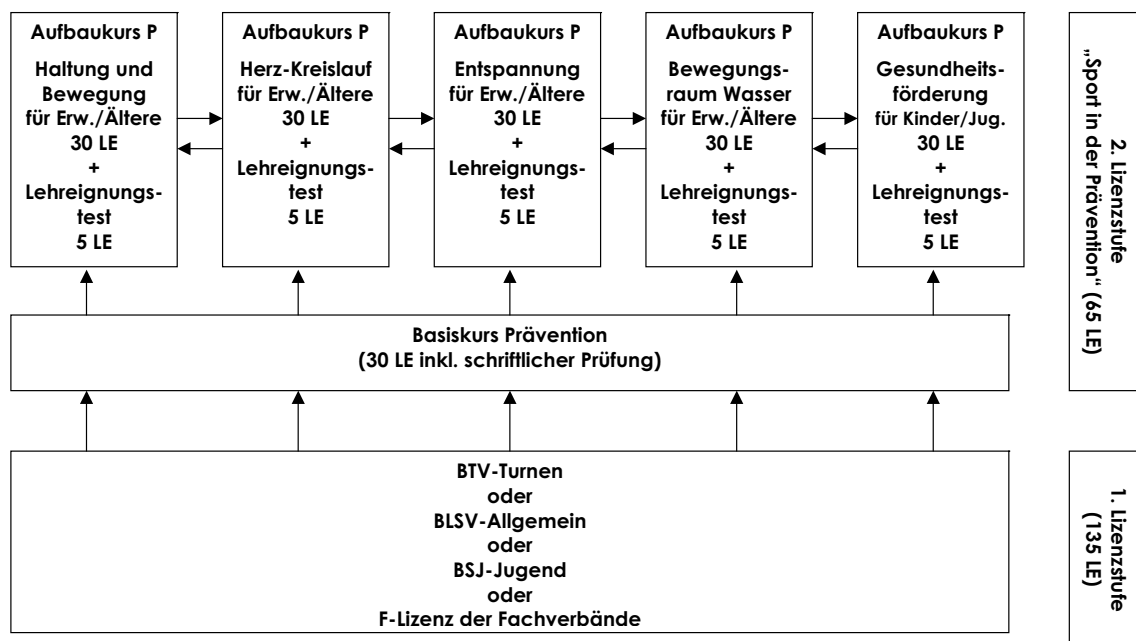 Aufbaukurs P
Haltung und
Bewegung
für Erw./Ältere
30 LE
+
Lehreignungs-
test
5 LE
Aufbaukurs P
Herz-Kreislauf
für Erw./Ältere
30 LE
+
Lehreignungs-
test
5 LE
Aufbaukurs P
Entspannung
für Erw./Ältere
30 LE
+
Lehreignungs-
test
5 LE
Aufbaukurs P
Bewegungs-
raum Wasser
für Erw./Ältere
30 LE
+
Lehreignungs-
test
5 LE
Aufbaukurs P
Gesundheits-
förderung
für Kinder/Jug.
30 LE
+
Lehreignungs-
test
5 LE
2. Lizenzstufe
„Sport in der Prävention“ (65 LE)
Basiskurs Prävention
(30 LE inkl. schriftlicher Prüfung)
BTV-Turnen
oder
BLSV-Allgemein
oder
BSJ-Jugend
oder
F-Lizenz der Fachverbände
1. Lizenzstufe
(135 LE)